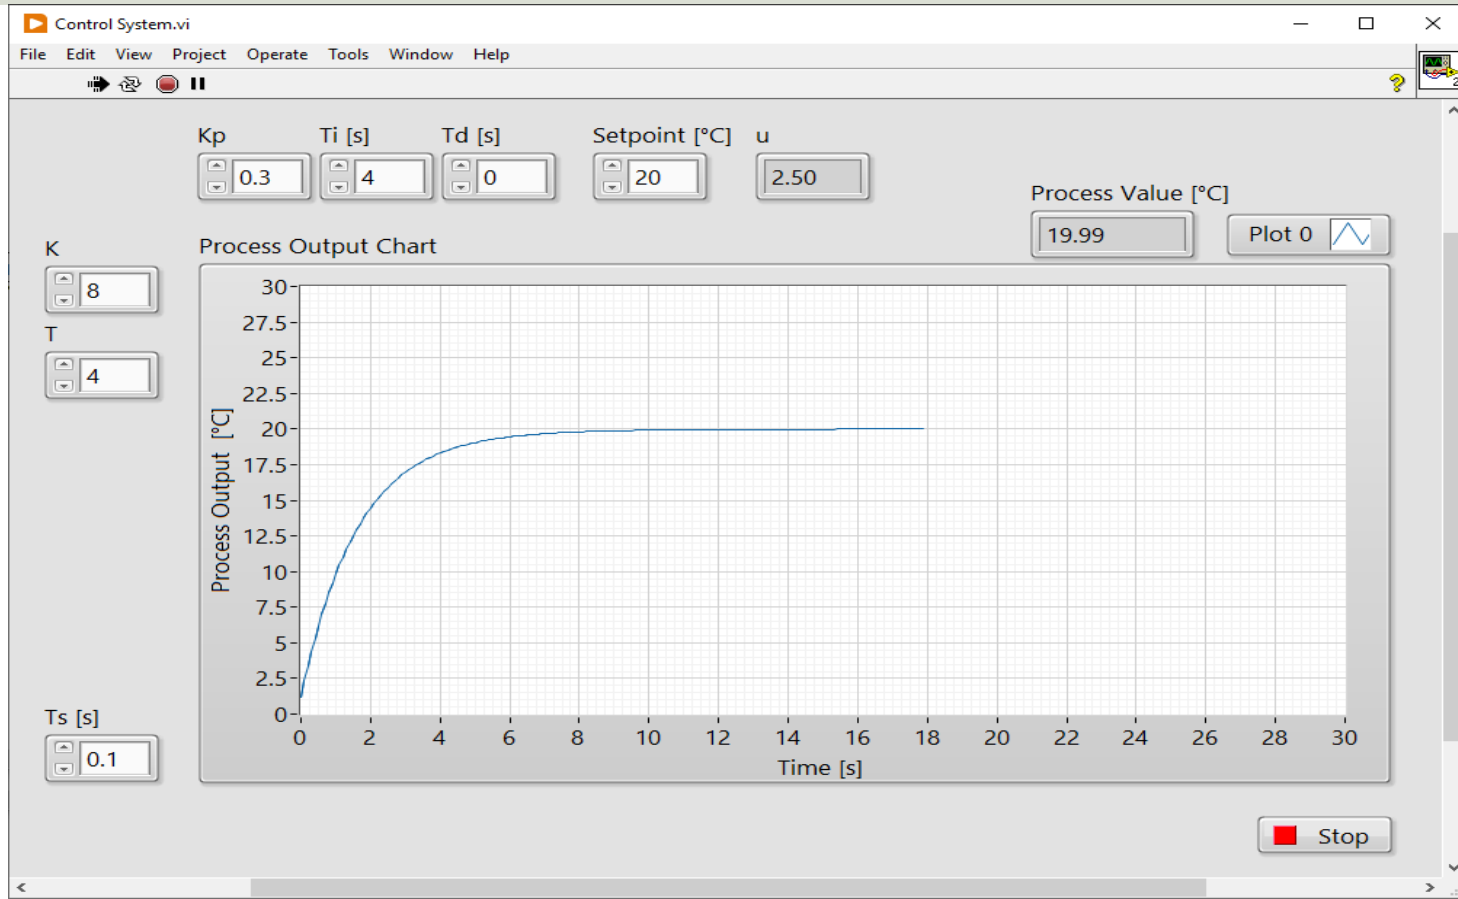 Control System.vi
File Edit View Project Operate Tools Window Help
Kp Ti [s] Td [s] Setpoint [°C] u
0.3 4 0 20 2.50
Process Value [°C]
19.99 Plot 0
K
8
T
4
Ts [s]
0.1
Process Output Chart
Process Output [°C]
30
27.5
25
22.5
20
17.5
15
12.5
10
7.5
5
2.5
0
0 2 4 6 8 10 12 14 16 18 20 22 24 26 28 30
Time [s]
Stop
2